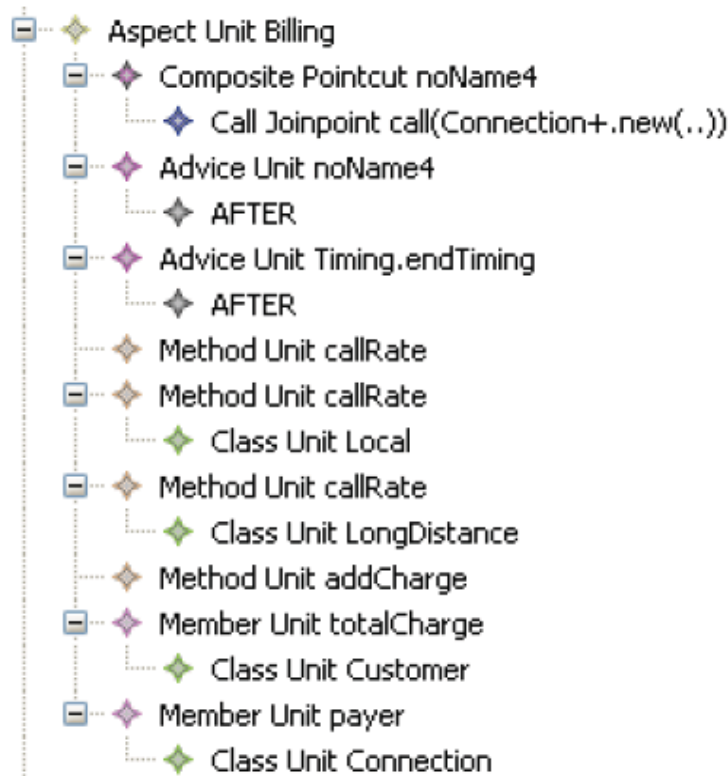 Aspect Unit Billing
Composite Pointcut noName4
Call Joinpoint call(Connection+.new(..))
Advice Unit noName4
AFTER
Advice Unit Timing.endTiming
AFTER
Method Unit callRate
Method Unit callRate
Class Unit Local
Method Unit callRate
Class Unit LongDistance
Method Unit addCharge
Member Unit totalCharge
Class Unit Customer
Member Unit payer
Class Unit Connection